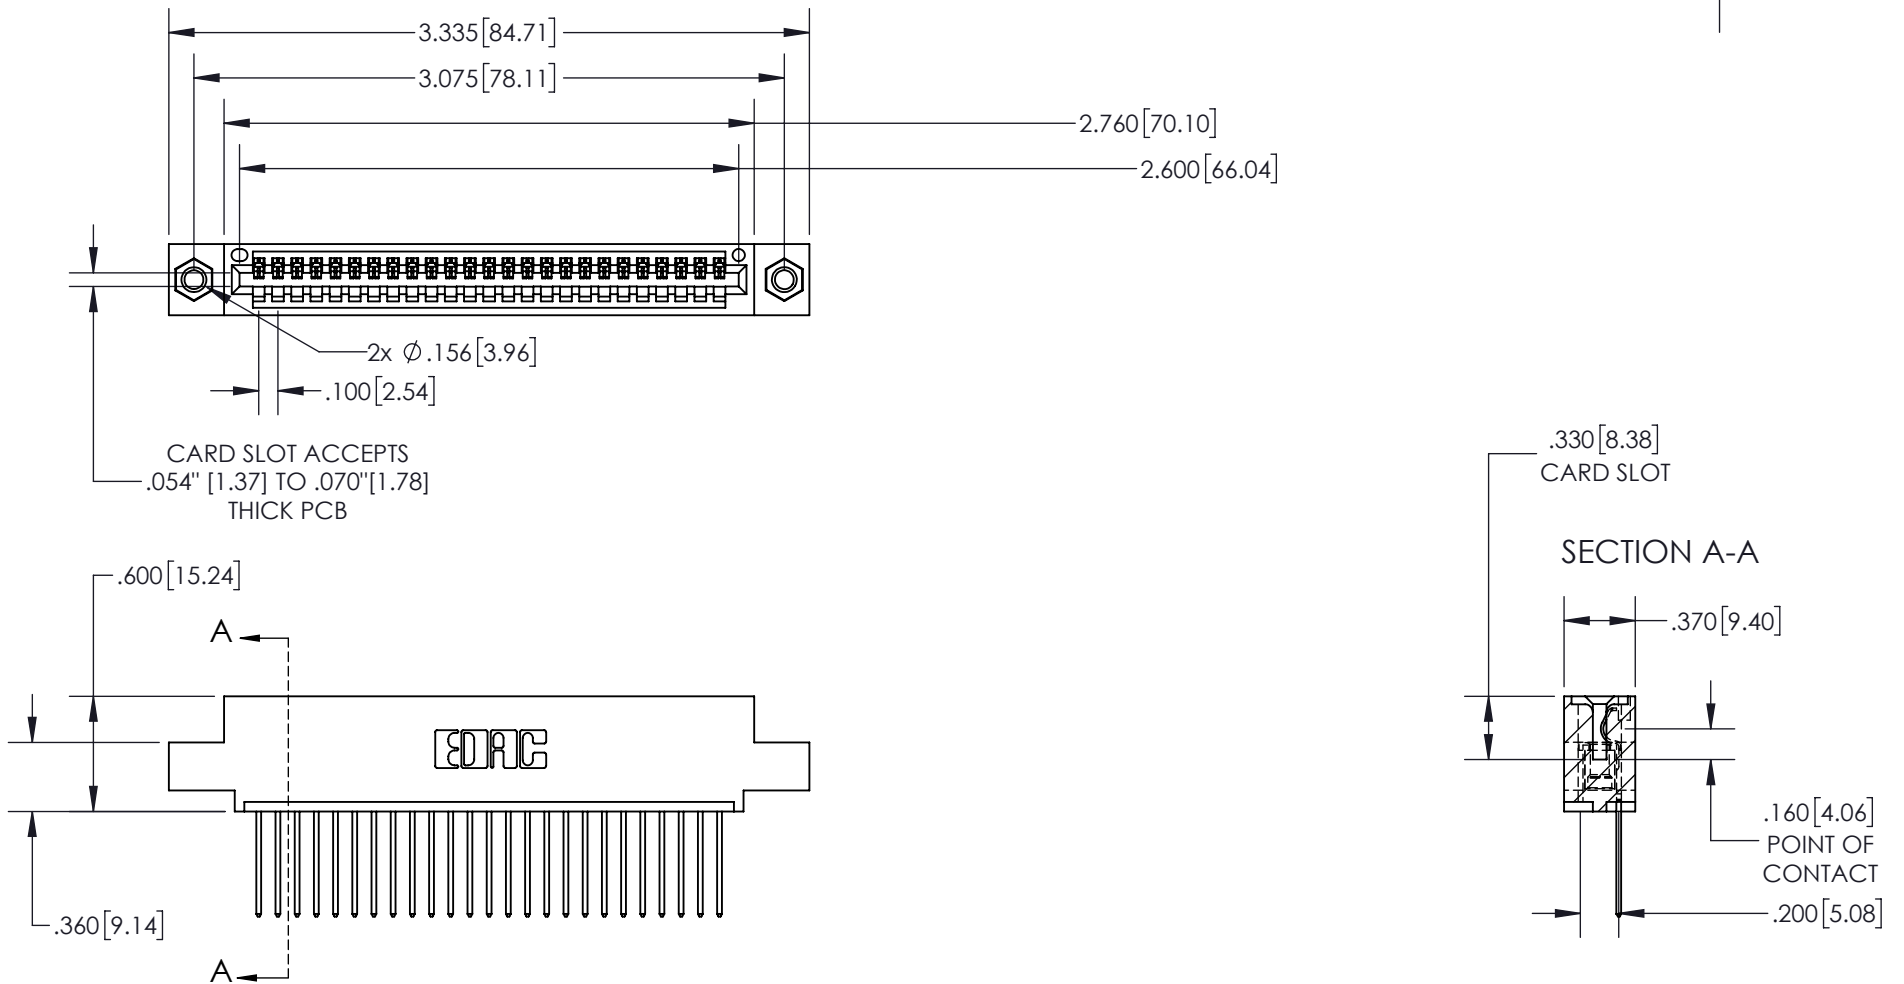 3.335[84.71]
3.075[78.11]
2.760[70.10]
2.600[66.04]
2x ∅.156[3.96]
.100[2.54]
CARD SLOT ACCEPTS
.054" [1.37] TO .070"[1.78]
THICK PCB
.330[8.38]
CARD SLOT
SECTION A-A
.600[15.24]
.370[9.40]
A
EDAC
.160[4.06]
POINT OF
CONTACT
.360[9.14]
.200[5.08]
A